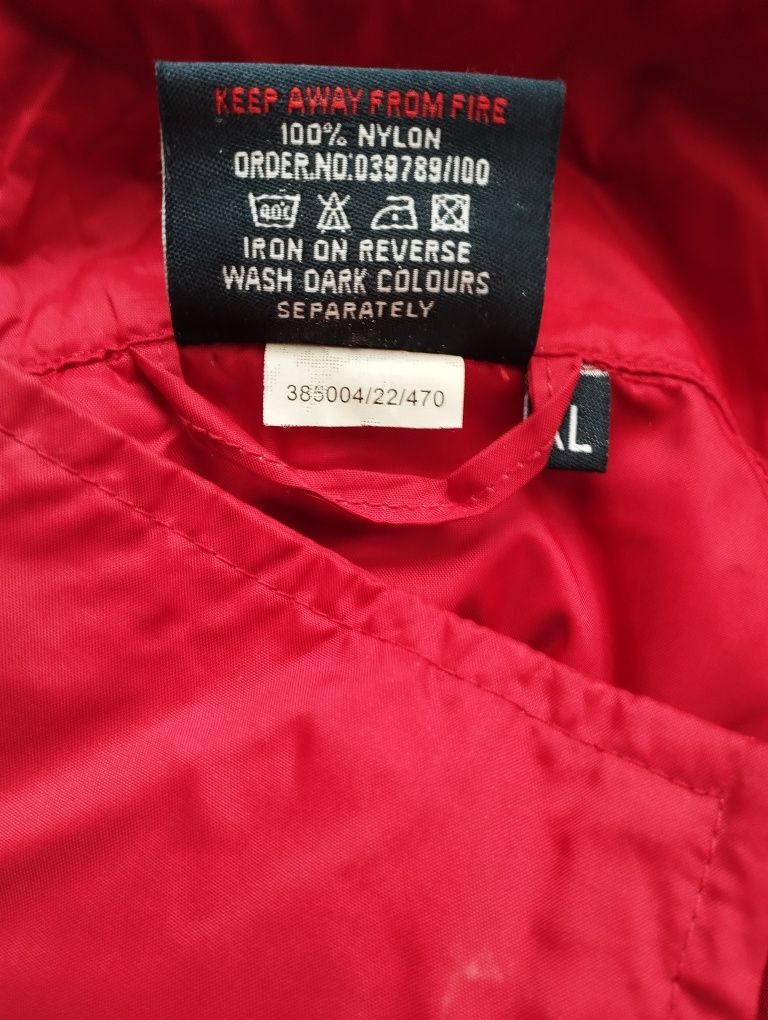 KEEP AWAY FROM FIRE
100% NYLON
ORDER.NO:039789/100
40°C
IRON ON REVERSE
WASH DARK COLOURS
SEPARATELY
385004/22/470